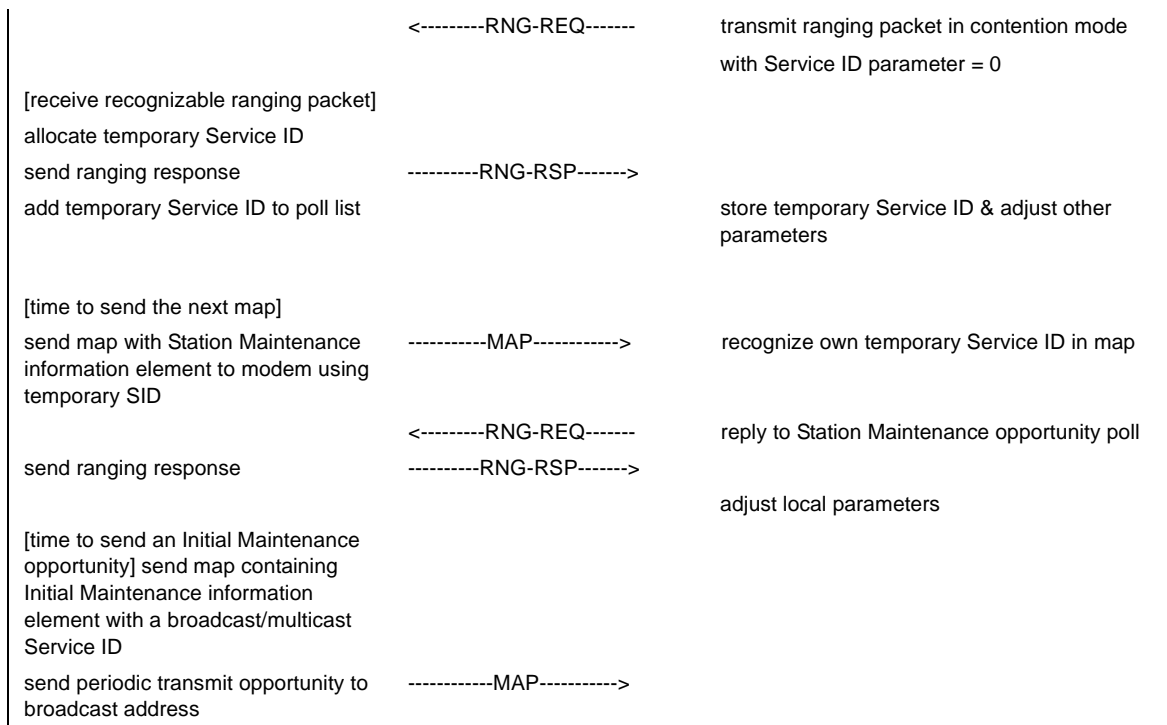 <---------RNG-REQ------- transmit ranging packet in contention mode
with Service ID parameter = 0
[receive recognizable ranging packet]
allocate temporary Service ID
send ranging response ----------RNG-RSP------->
add temporary Service ID to poll list store temporary Service ID & adjust other
parameters
[time to send the next map]
send map with Station Maintenance -----------MAP------------> recognize own temporary Service ID in map
information element to modem using
temporary SID
<---------RNG-REQ------- reply to Station Maintenance opportunity poll
send ranging response ----------RNG-RSP------->
adjust local parameters
[time to send an Initial Maintenance
opportunity] send map containing
Initial Maintenance information
element with a broadcast/multicast
Service ID
send periodic transmit opportunity to ------------MAP----------->
broadcast address